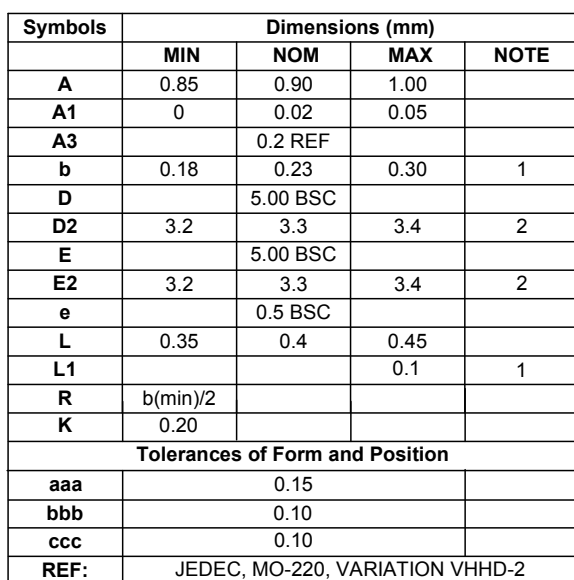 Symbols Dimensions (mm)
MIN NOM MAX NOTE
A 0.85 0.90 1.00
A1 0 0.02 0.05
A3 0.2 REF
b 0.18 0.23 0.30 1
D 5.00 BSC
D2 3.2 3.3 3.4 2
E 5.00 BSC
E2 3.2 3.3 3.4 2
e 0.5 BSC
L 0.35 0.4 0.45
L1 0.1 1
R b(min)/2
K 0.20
Tolerances of Form and Position
aaa 0.15
bbb 0.10
ccc 0.10
REF: JEDEC, MO-220, VARIATION VHHD-2